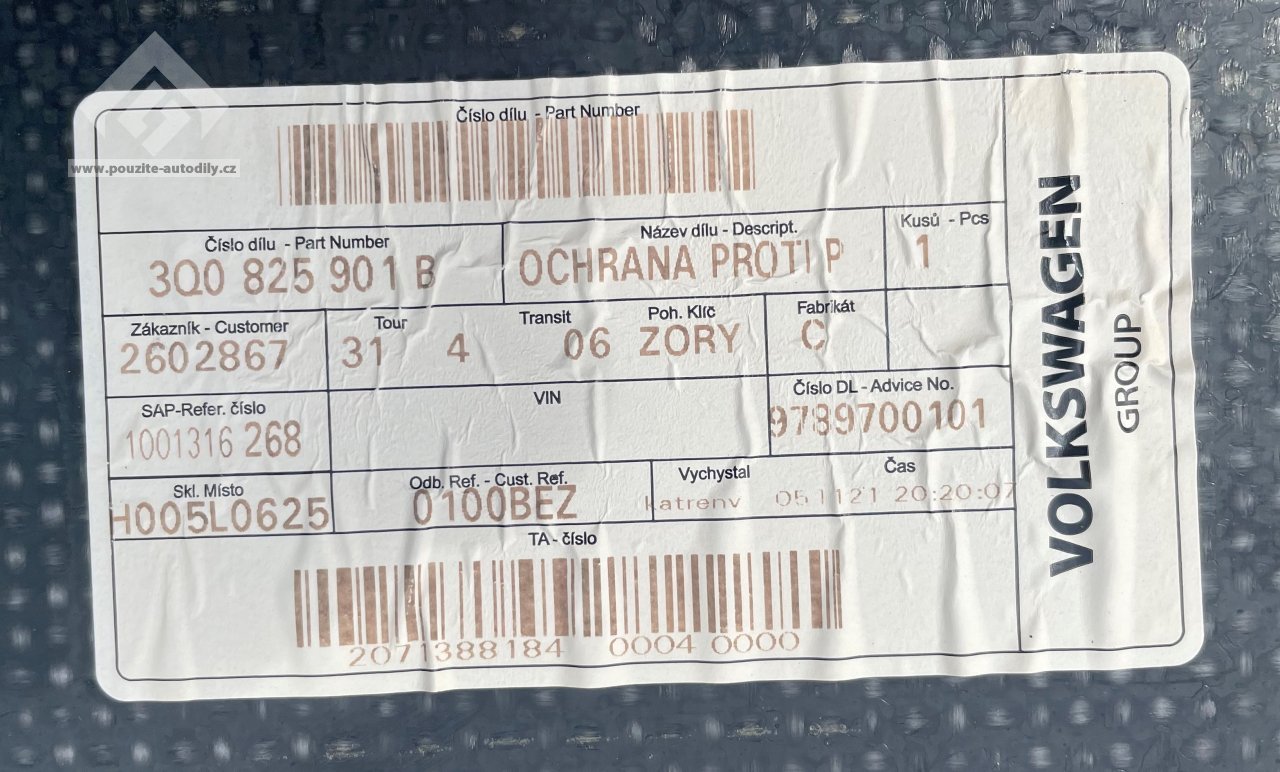 www.pouzite-autodily.cz
Číslo dílu - Part Number
Číslo dílu - Part Number
3Q0 825 901 B
Název dílu - Descript.
OCHRANA PROTI P
Kusů - Pcs
1
Zákazník - Customer
2602867
Tour Transit Poh. Klíč
31 4 06 ZORY
Fabrikát
C
SAP-Refer. číslo
1001316 268
VIN
Číslo DL - Advice No.
9789700101
Skl. Místo
H005L0625
Odb. Ref. - Cust. Ref.
0100BEZ
Vychystal Čas
katrenv 051121 20:20:07
TA - číslo
2071388184 0004 0000
VOLKSWAGEN
GROUP